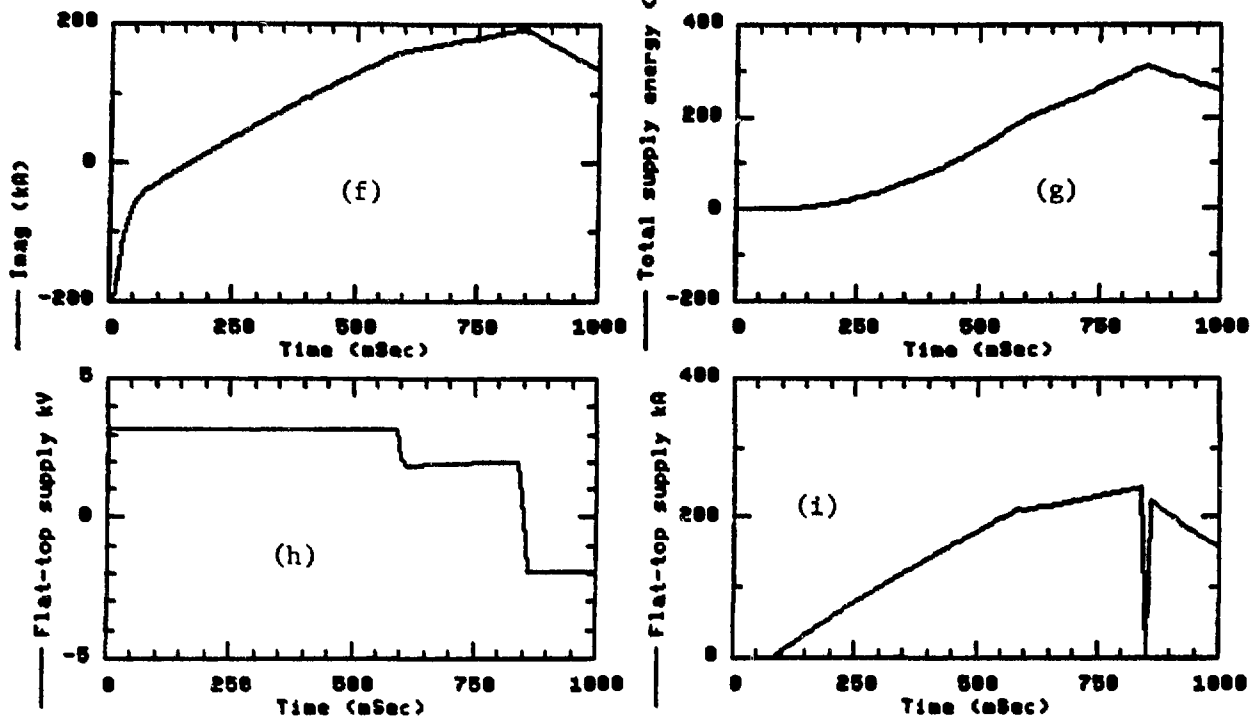 200
0
-200
Imag (kA)
(f)
0 250 500 750 1000
Time (mSec)
400
200
0
-200
Total supply energy (
(g)
0 250 500 750 1000
Time (mSec)
5
0
-5
Flat-top supply kV
(h)
0 250 500 750 1000
Time (mSec)
400
200
0
Flat-top supply kA
(i)
0 250 500 750 1000
Time (mSec)